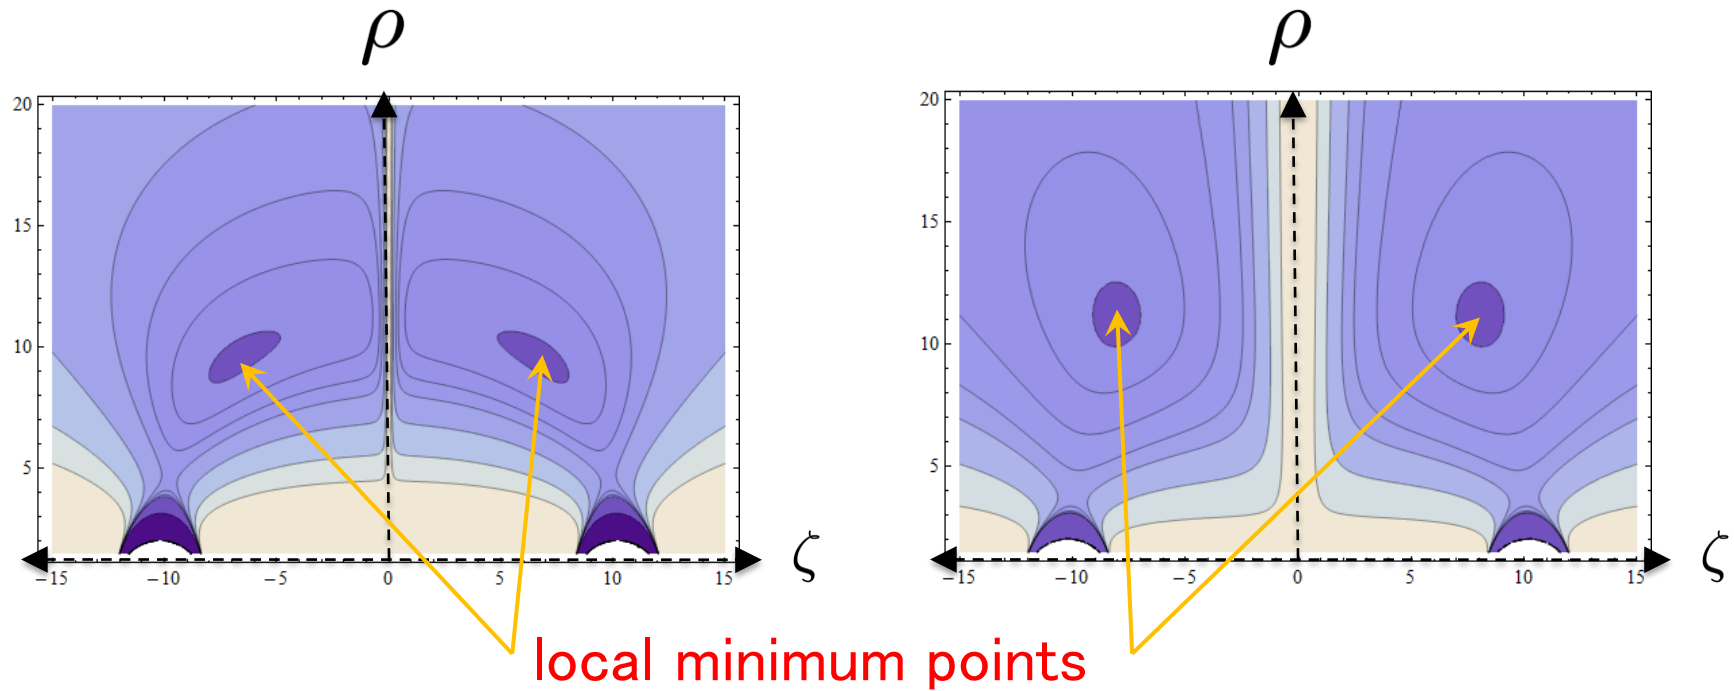 ρ ρ
20 20
15 15
10 10
5 5
−15 −10 −5 0 5 10 15 ζ −15 −10 −5 0 5 10 15 ζ
local minimum points